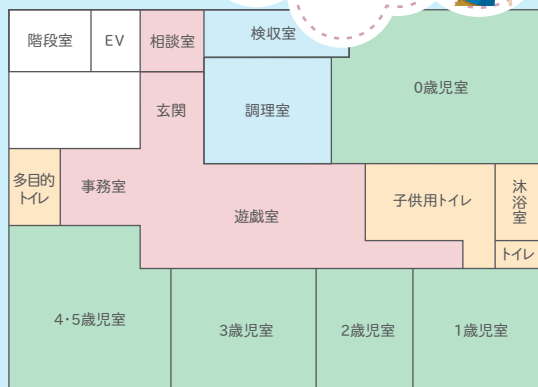 階段室
EV
相談室
検収室
0歳児室
玄関
調理室
多目的
トイレ
事務室
遊戯室
子供用トイレ
沐浴室
トイレ
4・5歳児室
3歳児室
2歳児室
1歳児室